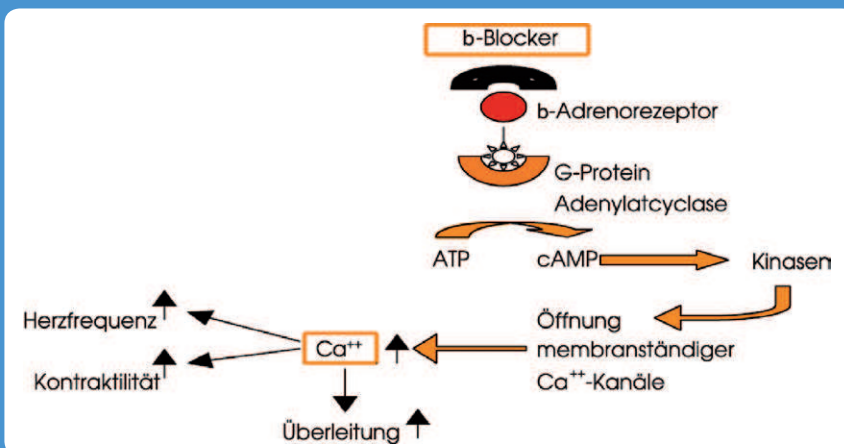 b-Blocker
b-Adrenorezeptor
G-Protein
Adenylatcyclase
ATP
cAMP
Kinasen
Herzfrequenz
Öffnung
membranständiger
Ca++-Kanäle
Ca++
Kontraktilität
Überleitung